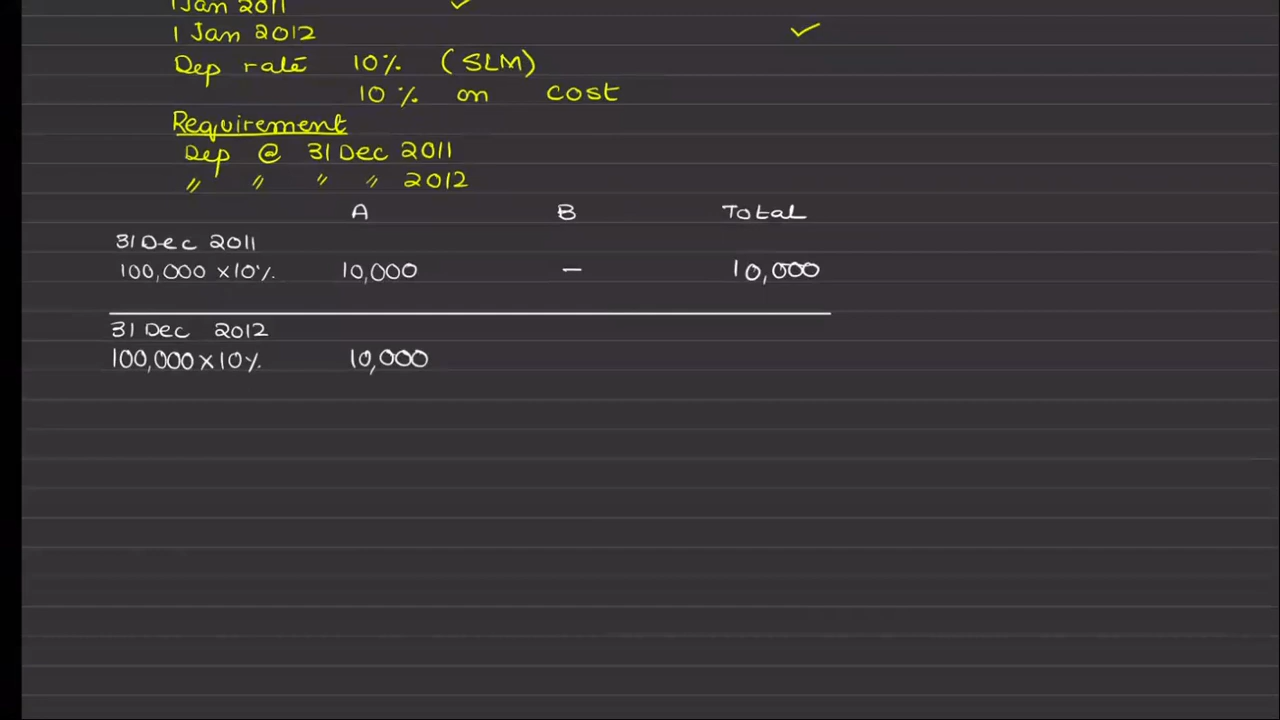 1 Jan 2011 ✓
1 Jan 2012 ✓
Dep rate 10% (SLM)
10% on cost
Requirement
Dep @ 31 Dec 2011
〃 〃 〃 〃 2012
A B Total
31 Dec 2011
100,000 x 10% 10,000 — 10,000
31 Dec 2012
100,000 x 10% 10,000